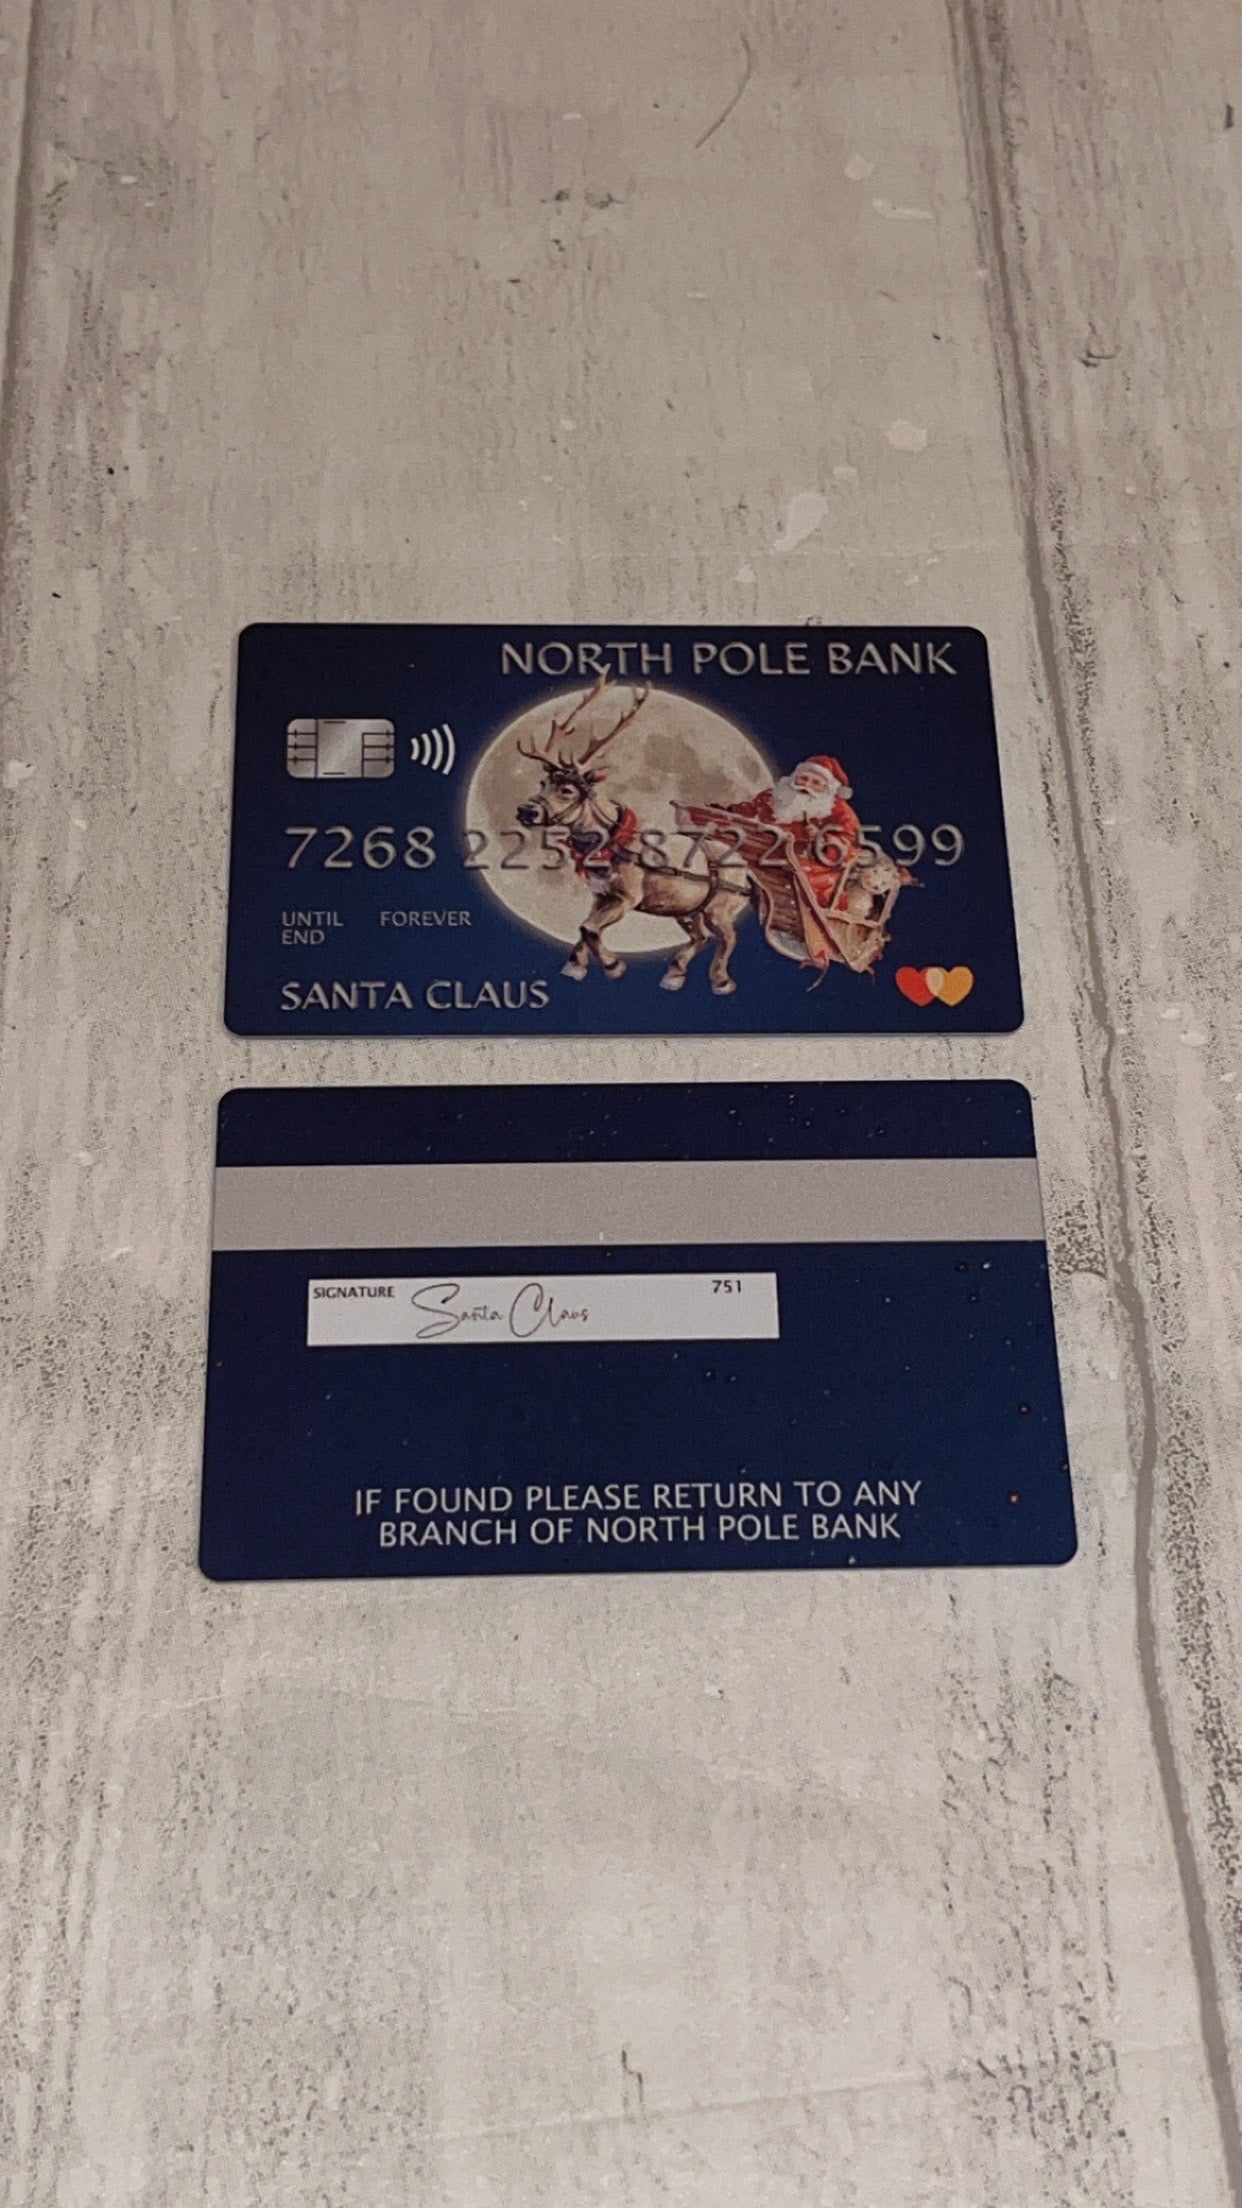 NORTH POLE BANK
7268 2252 8722 6599
UNTIL END FOREVER
SANTA CLAUS
SIGNATURE Santa Claus 751
IF FOUND PLEASE RETURN TO ANY
BRANCH OF NORTH POLE BANK